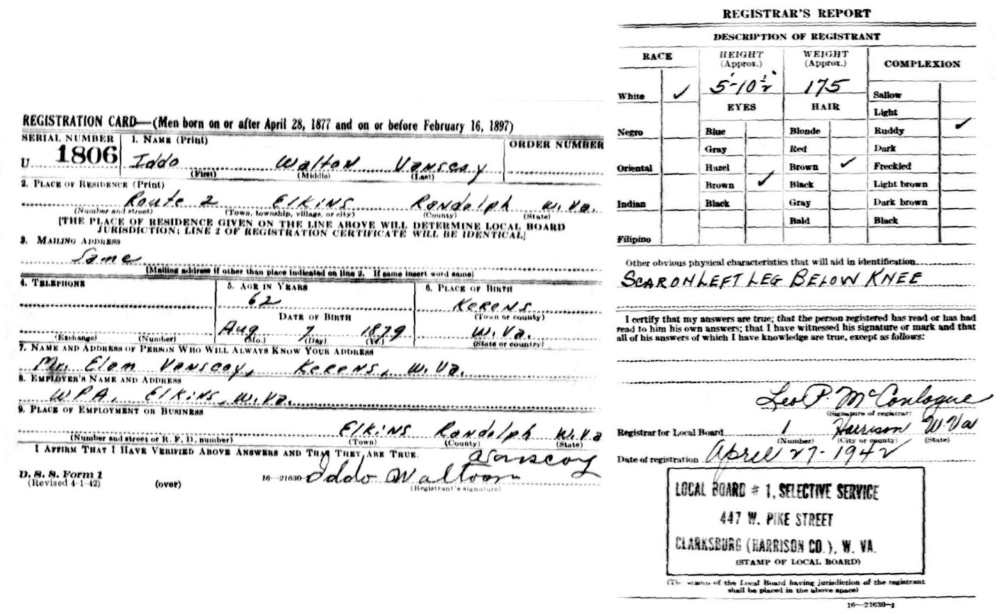 REGISTRATION CARD—(Men born on or after April 28, 1877 and on or before February 16, 1897)
SERIAL NUMBER
1. NAME (Print)
ORDER NUMBER
U 1806
Iddo Walton Vanscoy
(First) (Middle) (Last)
2. PLACE OF RESIDENCE (Print)
Route 2 Elkins Randolph W. Va.
(Number and street) (Town, township, village, or city) (County) (State)
[THE PLACE OF RESIDENCE GIVEN ON THE LINE ABOVE WILL DETERMINE LOCAL BOARD
JURISDICTION; LINE 2 OF REGISTRATION CERTIFICATE WILL BE IDENTICAL]
3. MAILING ADDRESS
Same
[Mailing address if other than place indicated on line 2. If same insert word same]
4. TELEPHONE
5. AGE IN YEARS
6. PLACE OF BIRTH
62
Kerens
(Town or county)
DATE OF BIRTH
Aug 7 1879
W. Va.
(Exchange) (Number)
(Mo.) (Day) (Yr.)
(State or country)
7. NAME AND ADDRESS OF PERSON WHO WILL ALWAYS KNOW YOUR ADDRESS
Mr. Elam Vanscoy, Kerens, W. Va.
8. EMPLOYER'S NAME AND ADDRESS
WPA, Elkins, W. Va.
9. PLACE OF EMPLOYMENT OR BUSINESS
Elkins Randolph W. Va
(Number and street or R. F. D. number) (Town) (County) (State)
I AFFIRM THAT I HAVE VERIFIED ABOVE ANSWERS AND THAT THEY ARE TRUE.
D. S. S. Form 1
(Revised 4-1-42) (over) 16—21630
Iddo Walton Vanscoy
(Registrant's signature)
REGISTRAR'S REPORT
DESCRIPTION OF REGISTRANT
RACE
HEIGHT
(Approx.)
WEIGHT
(Approx.)
COMPLEXION
White ✓
5'-10½"
175
Sallow
EYES
HAIR
Light
Negro
Blue
Blonde
Ruddy ✓
Gray
Red
Dark
Oriental
Hazel
Brown ✓
Freckled
Brown ✓
Black
Light brown
Indian
Black
Gray
Dark brown
Bald
Black
Filipino
Other obvious physical characteristics that will aid in identification
SCAR ON LEFT LEG BELOW KNEE
I certify that my answers are true; that the person registered has read or has had
read to him his own answers; that I have witnessed his signature or mark and that
all of his answers of which I have knowledge are true, except as follows:
Leo P McConlogue
(Signature of registrar)
Registrar for Local Board 1 Harrison W Va
(Number) (City or county) (State)
Date of registration April 27-1942
LOCAL BOARD # 1, SELECTIVE SERVICE
447 W. PIKE STREET
CLARKSBURG (HARRISON CO.), W. VA.
(STAMP OF LOCAL BOARD)
(The stamp of the Local Board having jurisdiction of the registrant
shall be placed in the above space)
16—21630-1